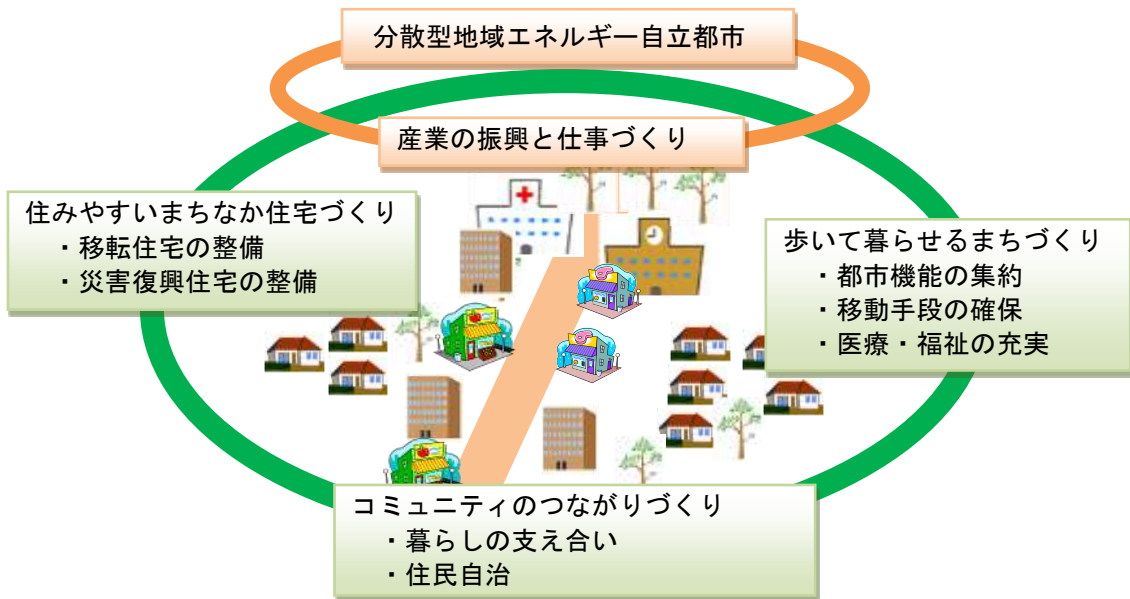 分散型地域エネルギー自立都市
産業の振興と仕事づくり
住みやすいまちなか住宅づくり
・移転住宅の整備
・災害復興住宅の整備
歩いて暮らせるまちづくり
・都市機能の集約
・移動手段の確保
・医療・福祉の充実
コミュニティのつながりづくり
・暮らしの支え合い
・住民自治